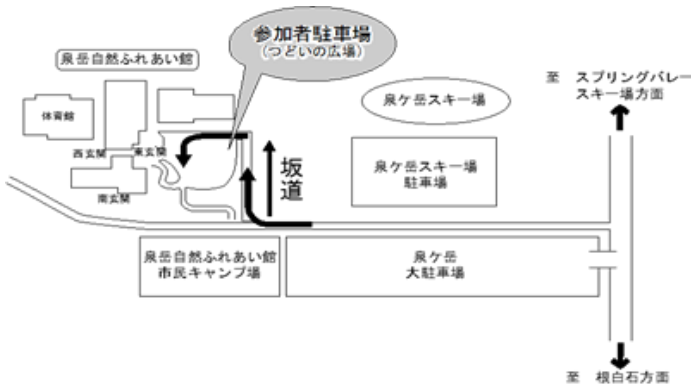 参加者駐車場
(つどいの広場)
泉岳自然ふれあい館
体育館
西玄関
東玄関
南玄関
坂道
泉ケ岳スキー場
泉ケ岳スキー場
駐車場
至 スプリングバレー
スキー場方面
泉岳自然ふれあい館
市民キャンプ場
泉ケ岳
大駐車場
至 根白石方面